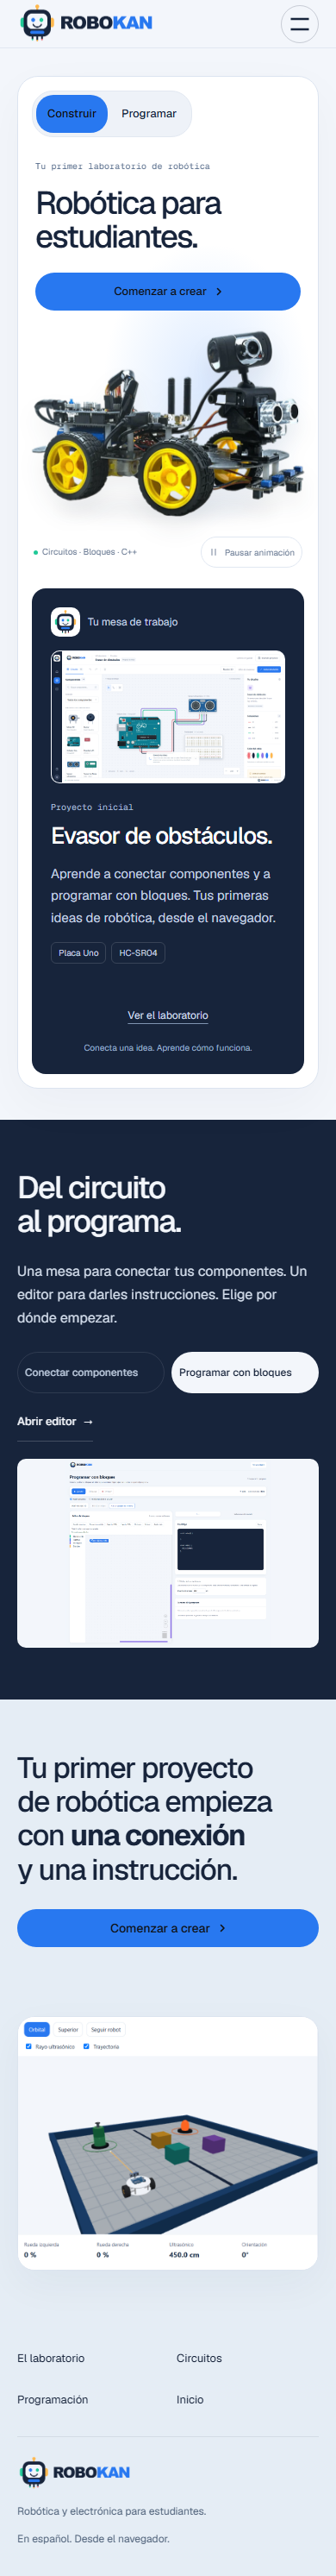 ROBOKAN
Construir
Programar
Tu primer laboratorio de robótica
Robótica para
estudiantes.
Comenzar a crear
Circuitos · Bloques · C++
Pausar animación
Tu mesa de trabajo
Proyecto inicial
Evasor de obstáculos.
Aprende a conectar componentes y a
programar con bloques. Tus primeras
ideas de robótica, desde el navegador.
Placa Uno
HC-SR04
Ver el laboratorio
Conecta una idea. Aprende cómo funciona.
Del circuito
al programa.
Una mesa para conectar tus componentes. Un
editor para darles instrucciones. Elige por
dónde empezar.
Conectar componentes
Programar con bloques
Abrir editor →
ROBOKAN
Programar con bloques
Tu primer proyecto
de robótica empieza
con una conexión
y una instrucción.
Comenzar a crear
Orbital
Superior
Seguir robot
Rayo ultrasónico
Trayectoria
Rueda izquierda
Rueda derecha
Ultrasónico
Orientación
0 %
0 %
450.0 cm
0°
El laboratorio
Circuitos
Programación
Inicio
ROBOKAN
Robótica y electrónica para estudiantes.
En español. Desde el navegador.